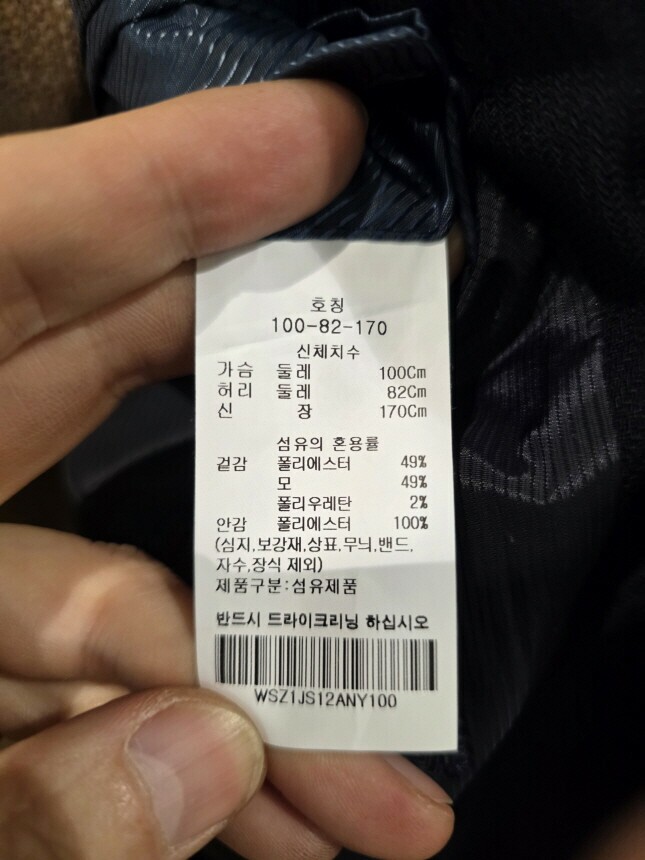 호칭
100-82-170
신체치수
가슴 둘레 100Cm
허리 둘레 82Cm
신 장 170Cm
섬유의 혼용률
겉감 폴리에스터 49%
모 49%
폴리우레탄 2%
안감 폴리에스터 100%
(심지,보강재,상표,무늬,밴드,
자수,장식 제외)
제품구분:섬유제품
반드시 드라이크리닝 하십시오
WSZ1JS12ANY100